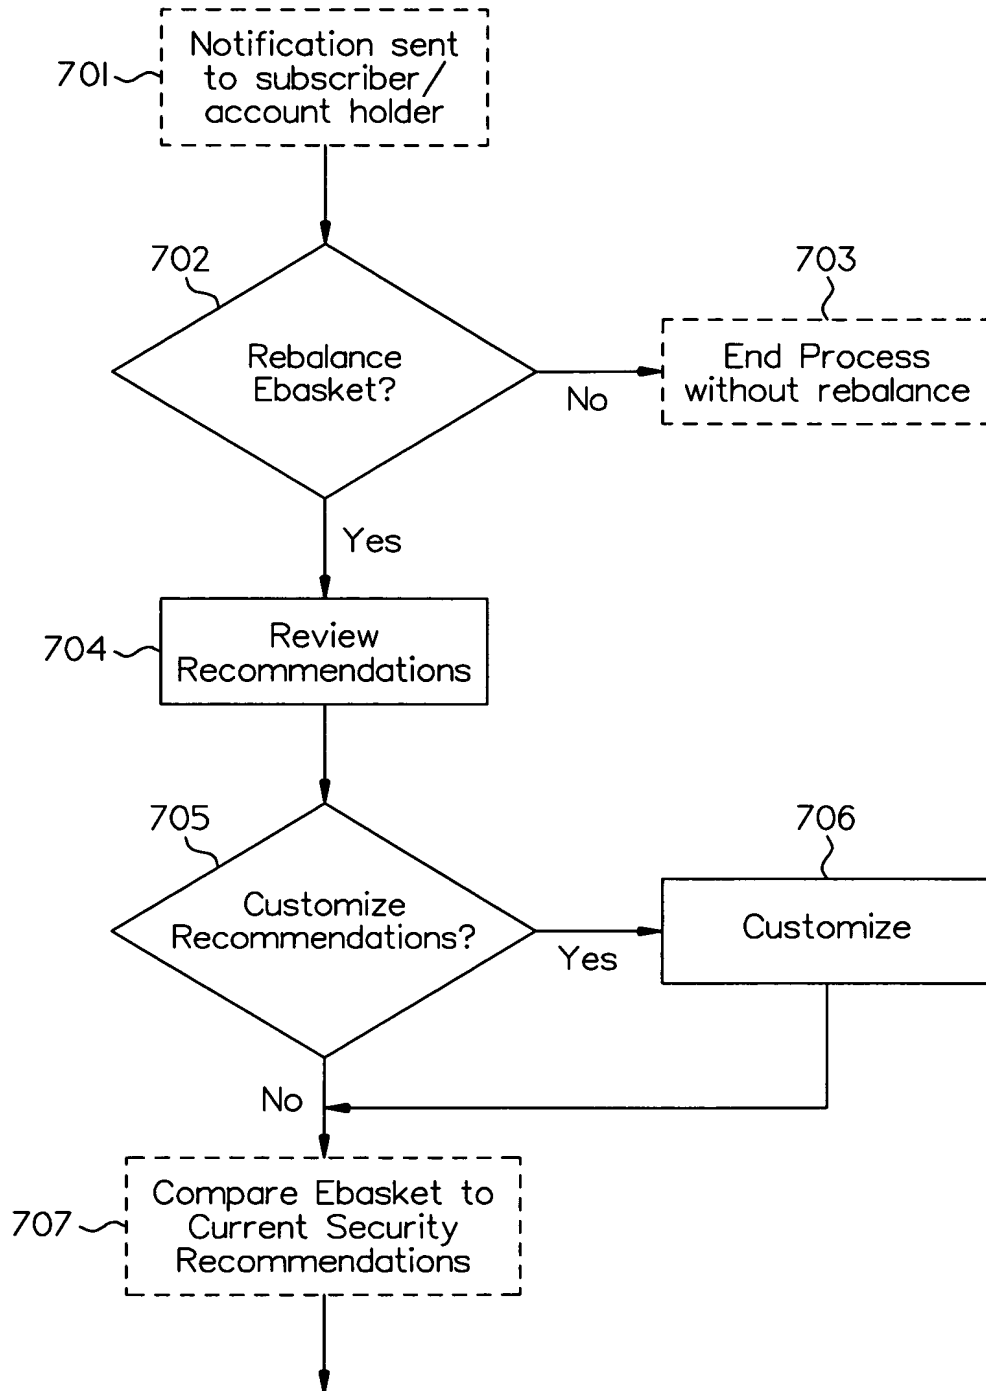 701
Notification sent
to subscriber/
account holder
702
Rebalance
Ebasket?
No
703
End Process
without rebalance
Yes
704
Review
Recommendations
705
Customize
Recommendations?
Yes
706
Customize
No
707
Compare Ebasket to
Current Security
Recommendations